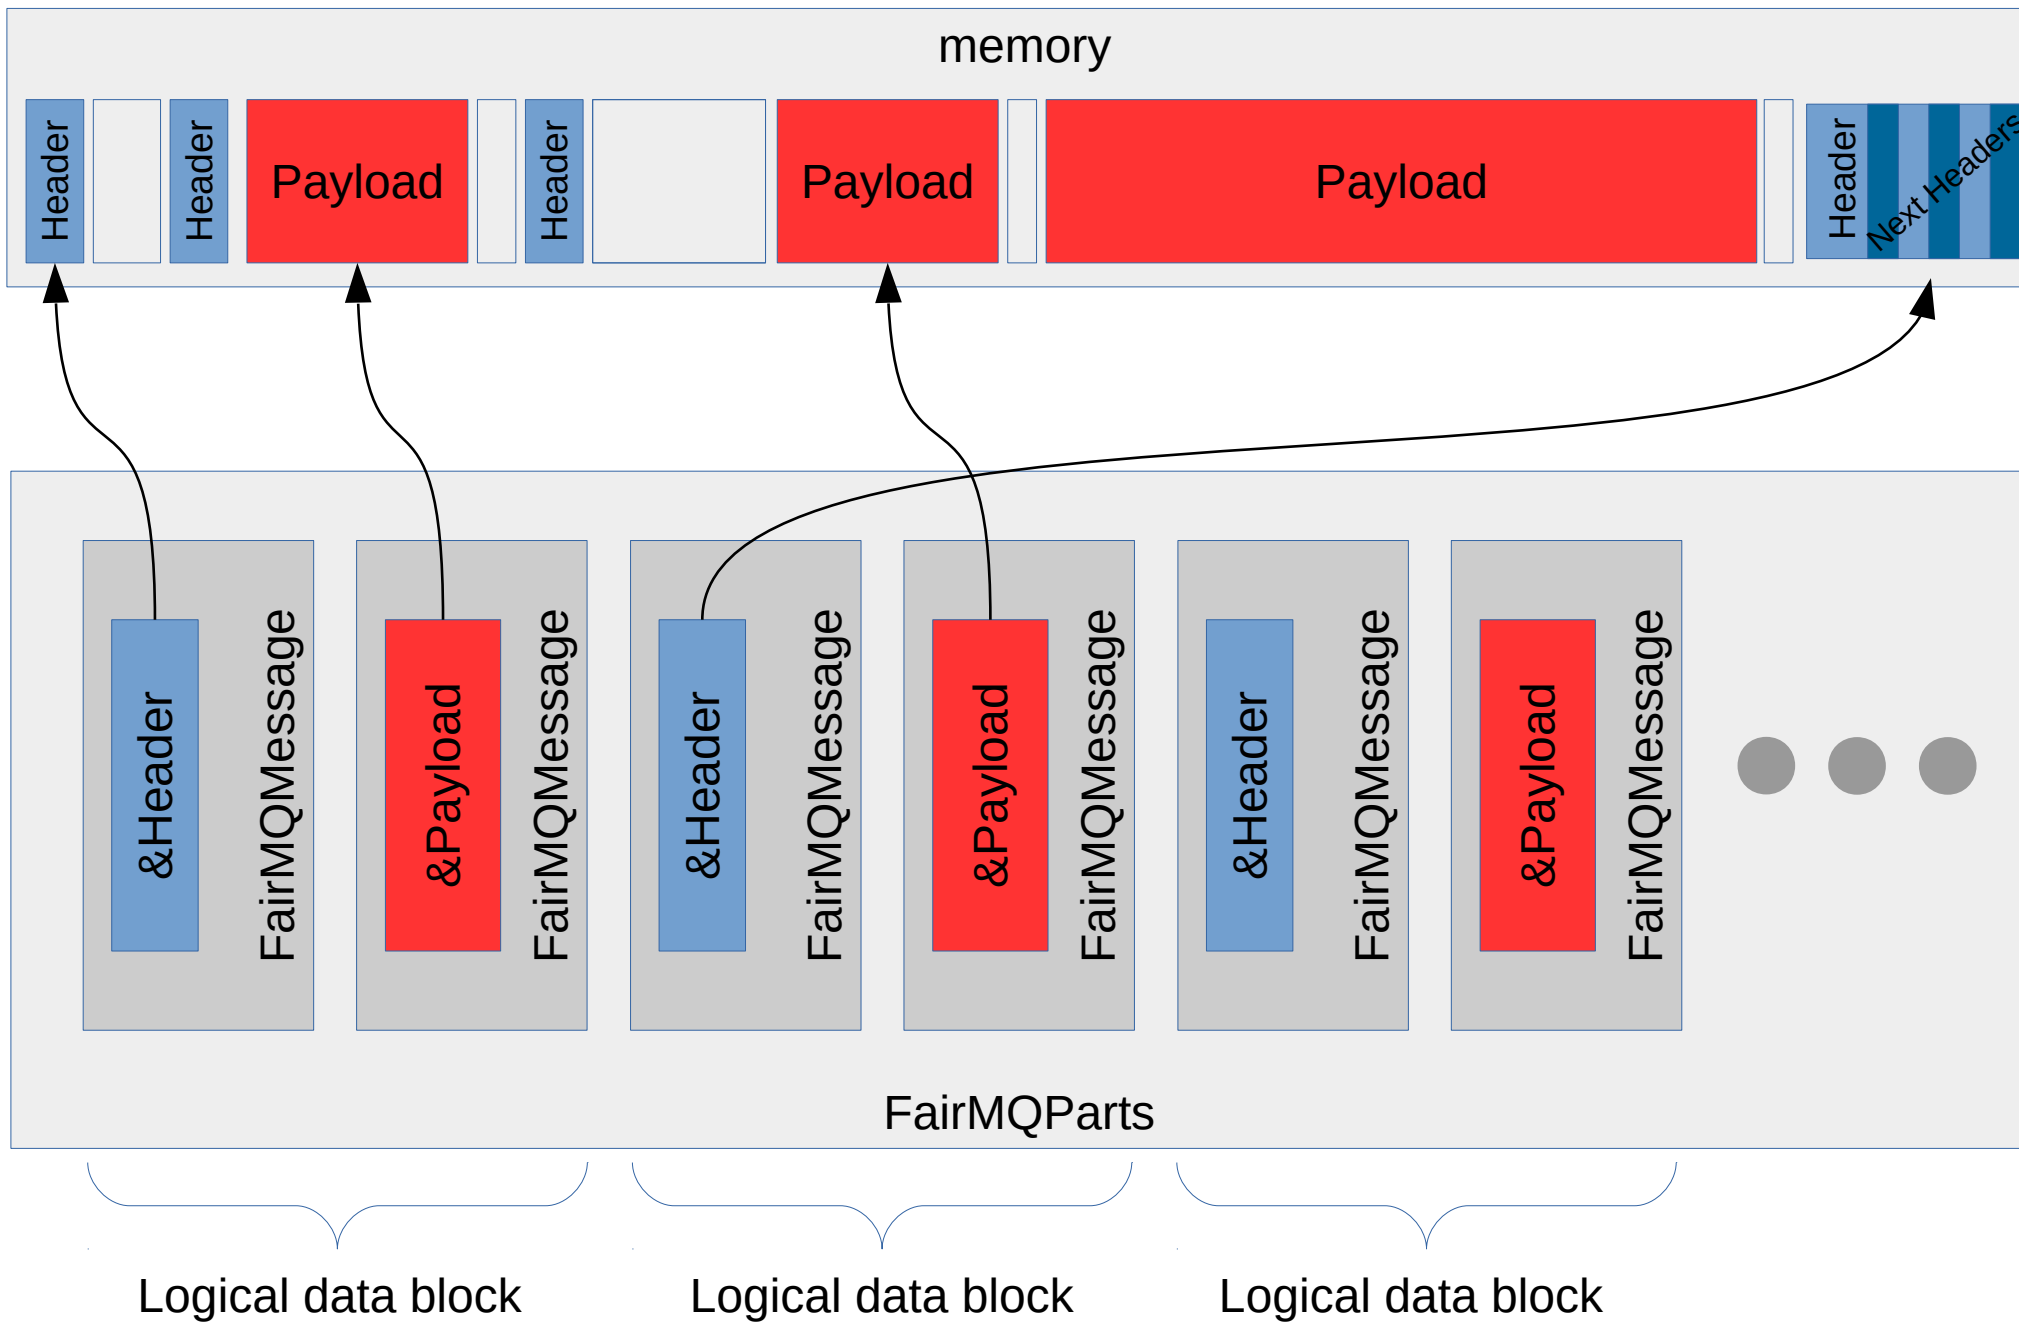 memory
Header
Header
Payload
Header
Payload
Payload
Header
Next Headers
&Header
FairMQMessage
&Payload
FairMQMessage
&Header
FairMQMessage
&Payload
FairMQMessage
&Header
FairMQMessage
&Payload
FairMQMessage
FairMQParts
Logical data block
Logical data block
Logical data block